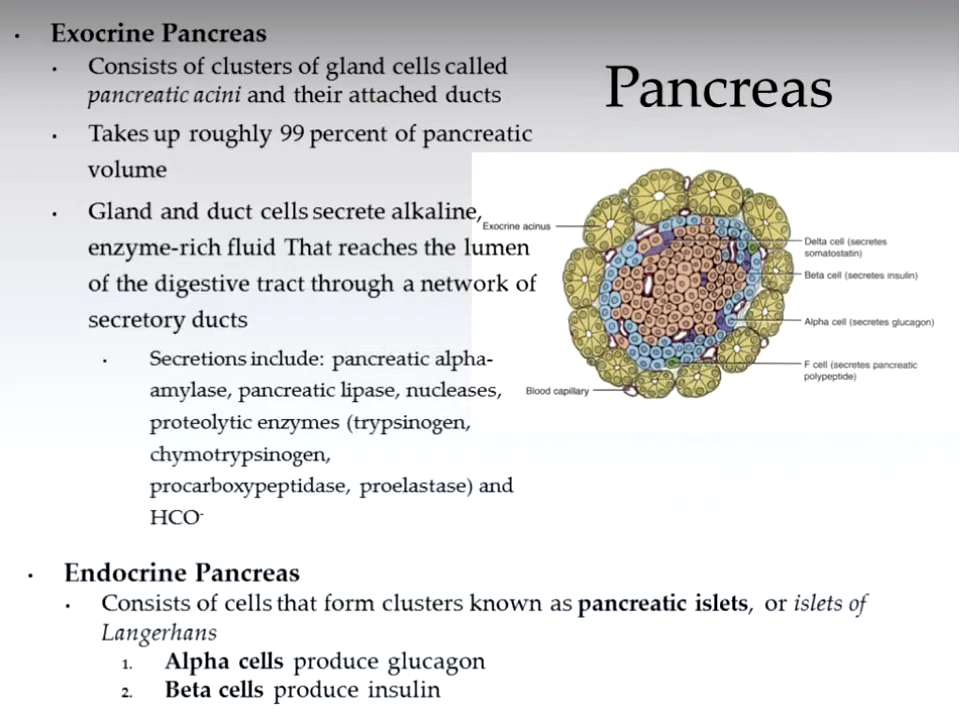 • Exocrine Pancreas
• Consists of clusters of gland cells called
pancreatic acini and their attached ducts
• Takes up roughly 99 percent of pancreatic
volume
• Gland and duct cells secrete alkaline,
enzyme-rich fluid That reaches the lumen
of the digestive tract through a network of
secretory ducts
• Secretions include: pancreatic alpha-
amylase, pancreatic lipase, nucleases,
proteolytic enzymes (trypsinogen,
chymotrypsinogen,
procarboxypeptidase, proelastase) and
HCO-
Pancreas
Exocrine acinus
Delta cell (secretes
somatostatin)
Beta cell (secretes insulin)
Alpha cell (secretes glucagon)
F cell (secretes pancreatic
polypeptide)
Blood capillary
• Endocrine Pancreas
• Consists of cells that form clusters known as pancreatic islets, or islets of
Langerhans
1. Alpha cells produce glucagon
2. Beta cells produce insulin